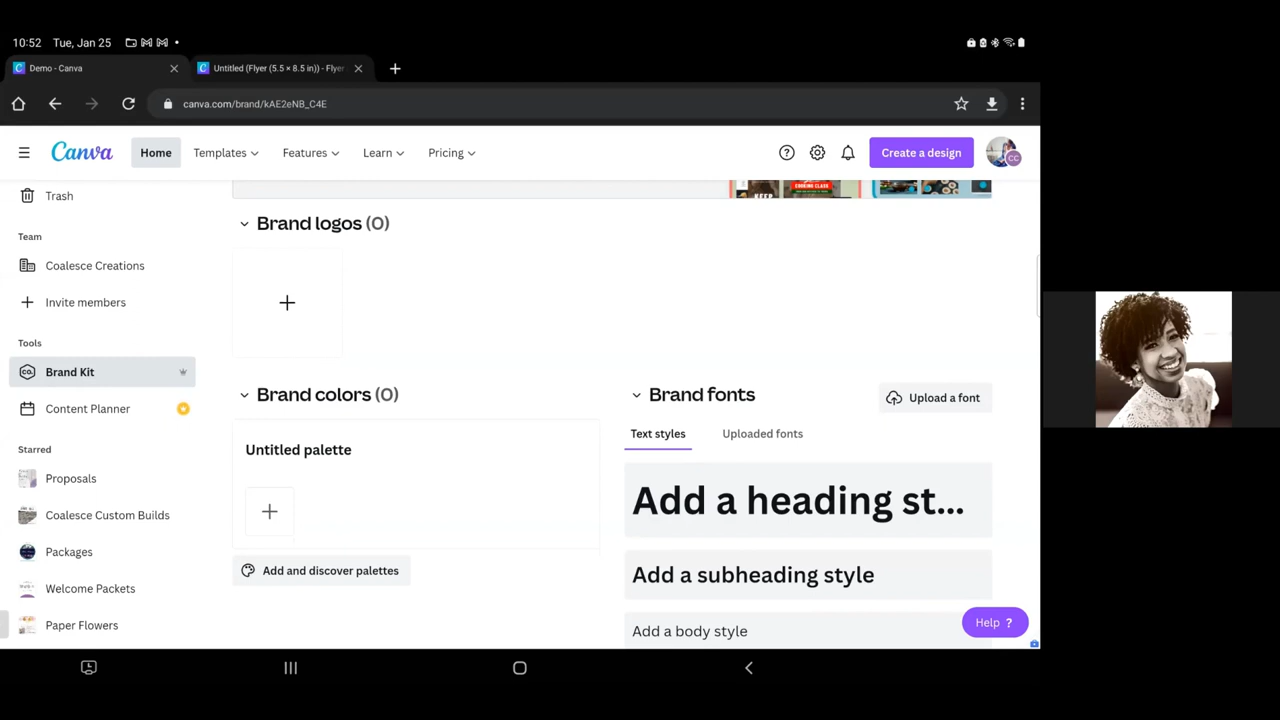 10:52 Tue, Jan 25
Demo - Canva
Untitled (Flyer (5.5 × 8.5 in)) - Flyer
canva.com/brand/kAE2eNB_C4E
Canva
Home
Templates
Features
Learn
Pricing
Create a design
CC
Trash
COOKING CLASS
Brand logos (0)
Team
Coalesce Creations
Invite members
Tools
CO.
Brand Kit
Content Planner
Brand colors (0)
Untitled palette
Add and discover palettes
Brand fonts
Upload a font
Text styles
Uploaded fonts
Add a heading st...
Add a subheading style
Add a body style
Starred
Proposals
Coalesce Custom Builds
Packages
Welcome Packets
Paper Flowers
Help ?